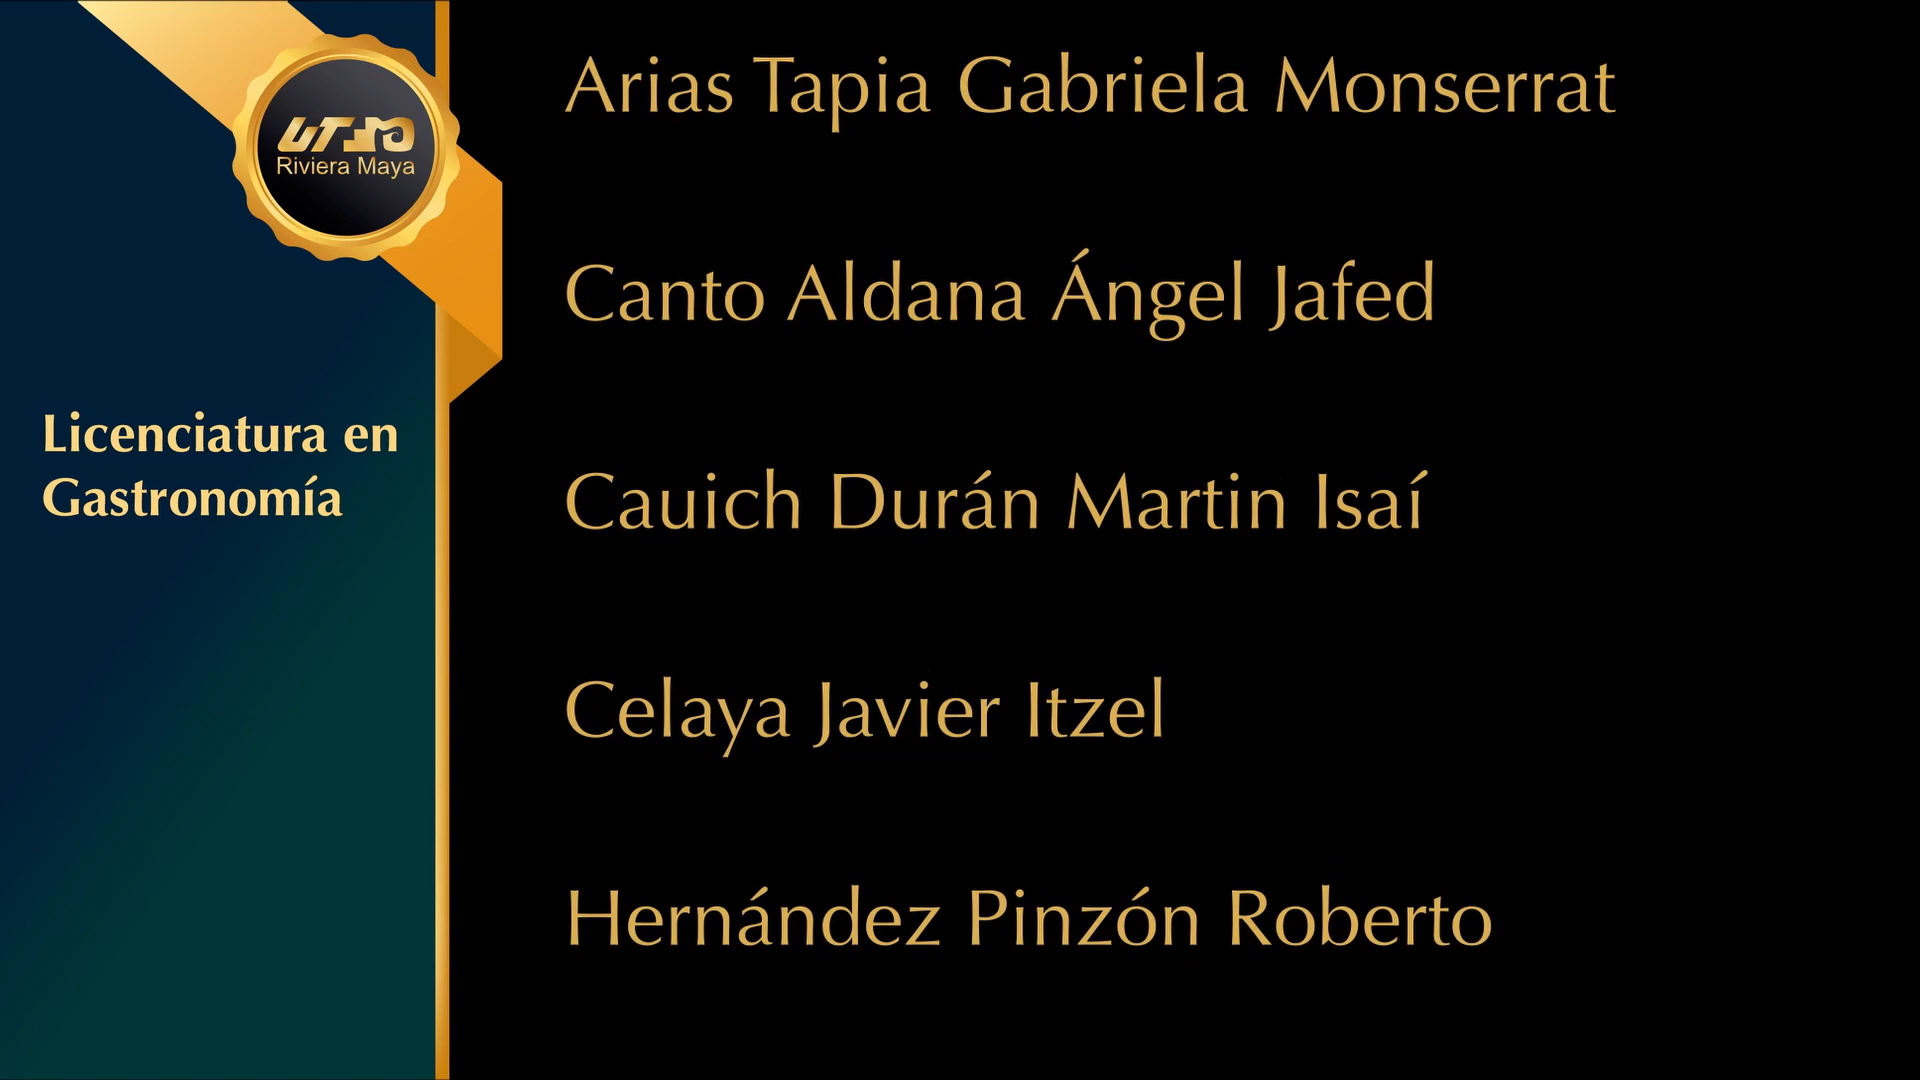 UT
Riviera Maya
Licenciatura en
Gastronomía
Arias Tapia Gabriela Monserrat
Canto Aldana Ángel Jafed
Cauich Durán Martin Isaí
Celaya Javier Itzel
Hernández Pinzón Roberto